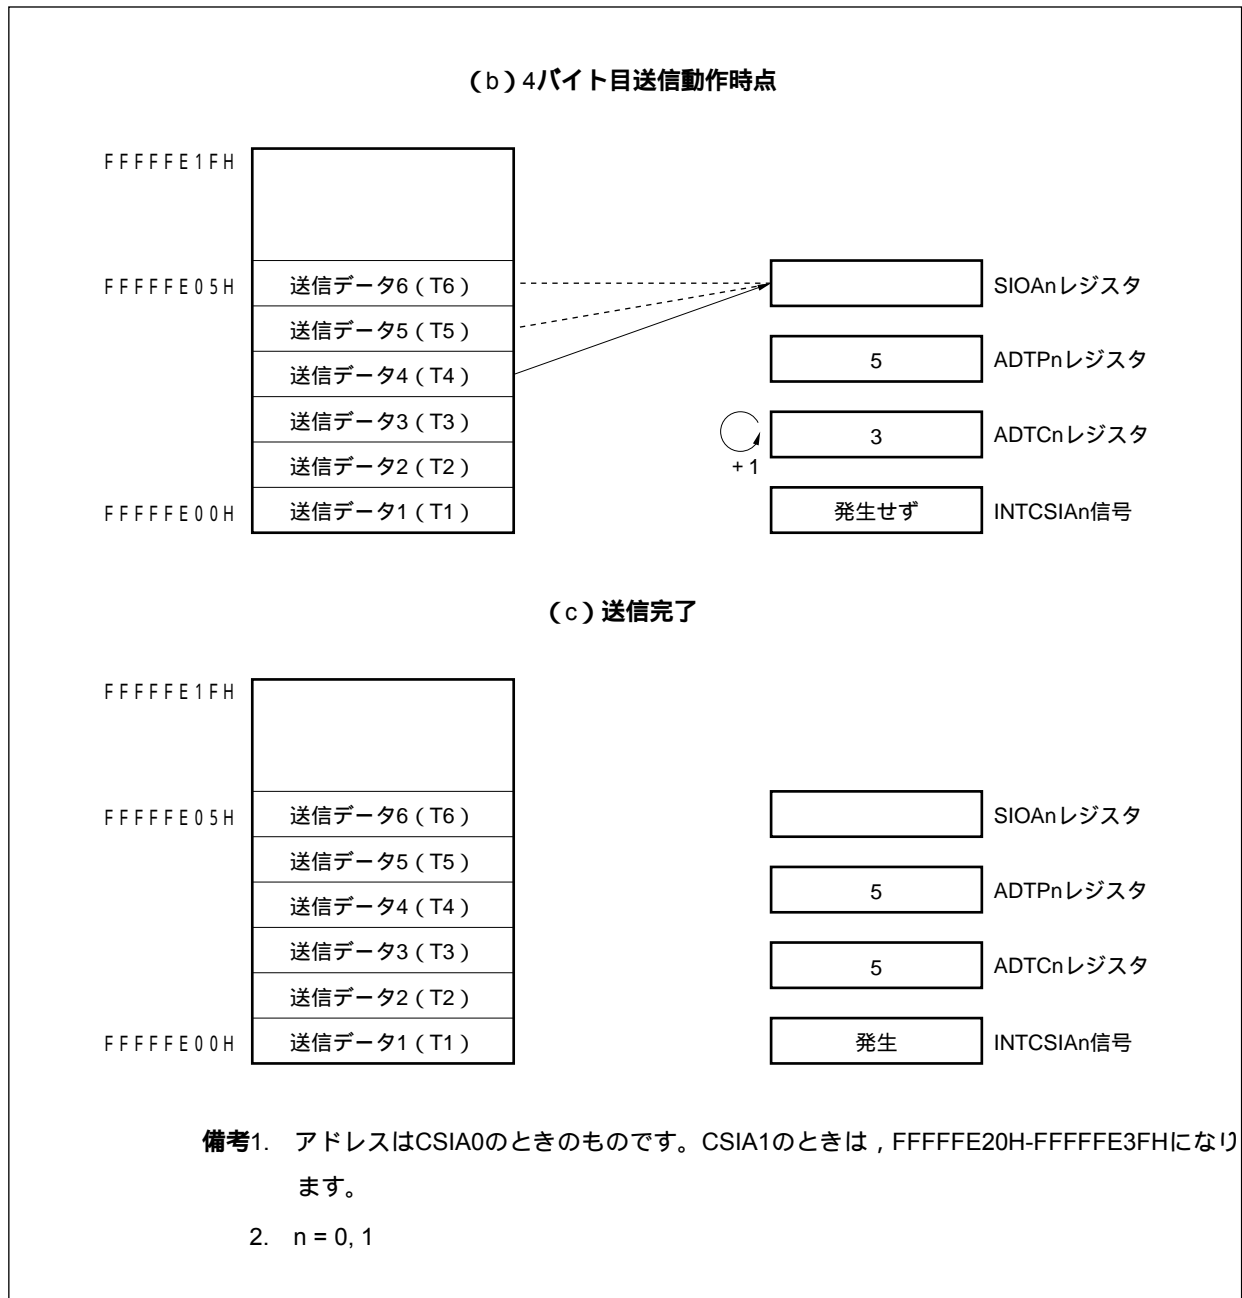 （b）4バイト目送信動作時点
FFFFFE1FH
FFFFFE05H 送信データ6（T6） SIOAnレジスタ
送信データ5（T5）
送信データ4（T4） 5 ADTPnレジスタ
送信データ3（T3） 3 ADTCnレジスタ
送信データ2（T2） +1
FFFFFE00H 送信データ1（T1） 発生せず INTCSIAn信号
（c）送信完了
FFFFFE1FH
FFFFFE05H 送信データ6（T6） SIOAnレジスタ
送信データ5（T5）
送信データ4（T4） 5 ADTPnレジスタ
送信データ3（T3） 5 ADTCnレジスタ
送信データ2（T2）
FFFFFE00H 送信データ1（T1） 発生 INTCSIAn信号
備考1. アドレスはCSIA0のときのものです。CSIA1のときは，FFFFFE20H-FFFFFE3FHになり
ます。
2. n = 0, 1